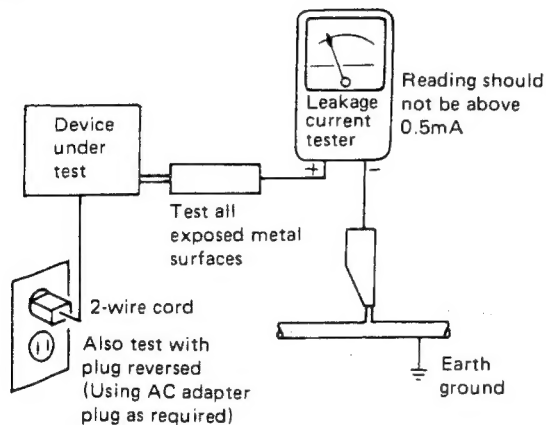 Device
under
test
Leakage
current
tester
+
-
Reading should
not be above
0.5mA
Test all
exposed metal
surfaces
2-wire cord
Also test with
plug reversed
(Using AC adapter
plug as required)
Earth
ground